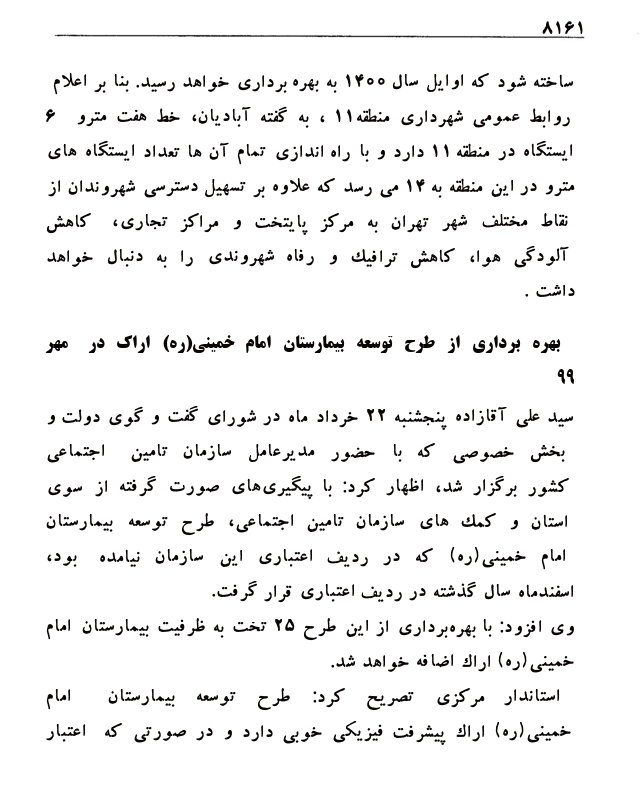 ۸۱۶۱
ساخته شود که اوایل سال ۱۴۰۰ به بهره برداری خواهد رسید. بنا بر اعلام
روابط عمومی شهرداری منطقه۱۱ ، به گفته آبادیان، خط هفت مترو ۶
ایستگاه در منطقه ۱۱ دارد و با راه اندازی تمام آن ها تعداد ایستگاه های
مترو در این منطقه به ۱۴ می رسد که علاوه بر تسهیل دسترسی شهروندان از
نقاط مختلف شهر تهران به مرکز پایتخت و مراکز تجاری، کاهش
آلودگی هوا، کاهش ترافیك و رفاه شهروندی را به دنبال خواهد
داشت .
بهره برداری از طرح توسعه بیمارستان امام خمینی(ره) اراک در مهر
۹۹
سید علی آقازاده پنجشنبه ۲۲ خرداد ماه در شورای گفت و گوی دولت و
بخش خصوصی که با حضور مدیرعامل سازمان تامین اجتماعی
کشور برگزار شد، اظهار کرد: با پیگیری‌های صورت گرفته از سوی
استان و کمك های سازمان تامین اجتماعی، طرح توسعه بیمارستان
امام خمینی(ره) که در ردیف اعتباری این سازمان نیامده بود،
اسفندماه سال گذشته در ردیف اعتباری قرار گرفت.
وی افزود: با بهره‌برداری از این طرح ۲۵ تخت به ظرفیت بیمارستان امام
خمینی(ره) اراك اضافه خواهد شد.
استاندار مرکزی تصریح کرد: طرح توسعه بیمارستان امام
خمینی(ره) اراك پیشرفت فیزیکی خوبی دارد و در صورتی که اعتبار